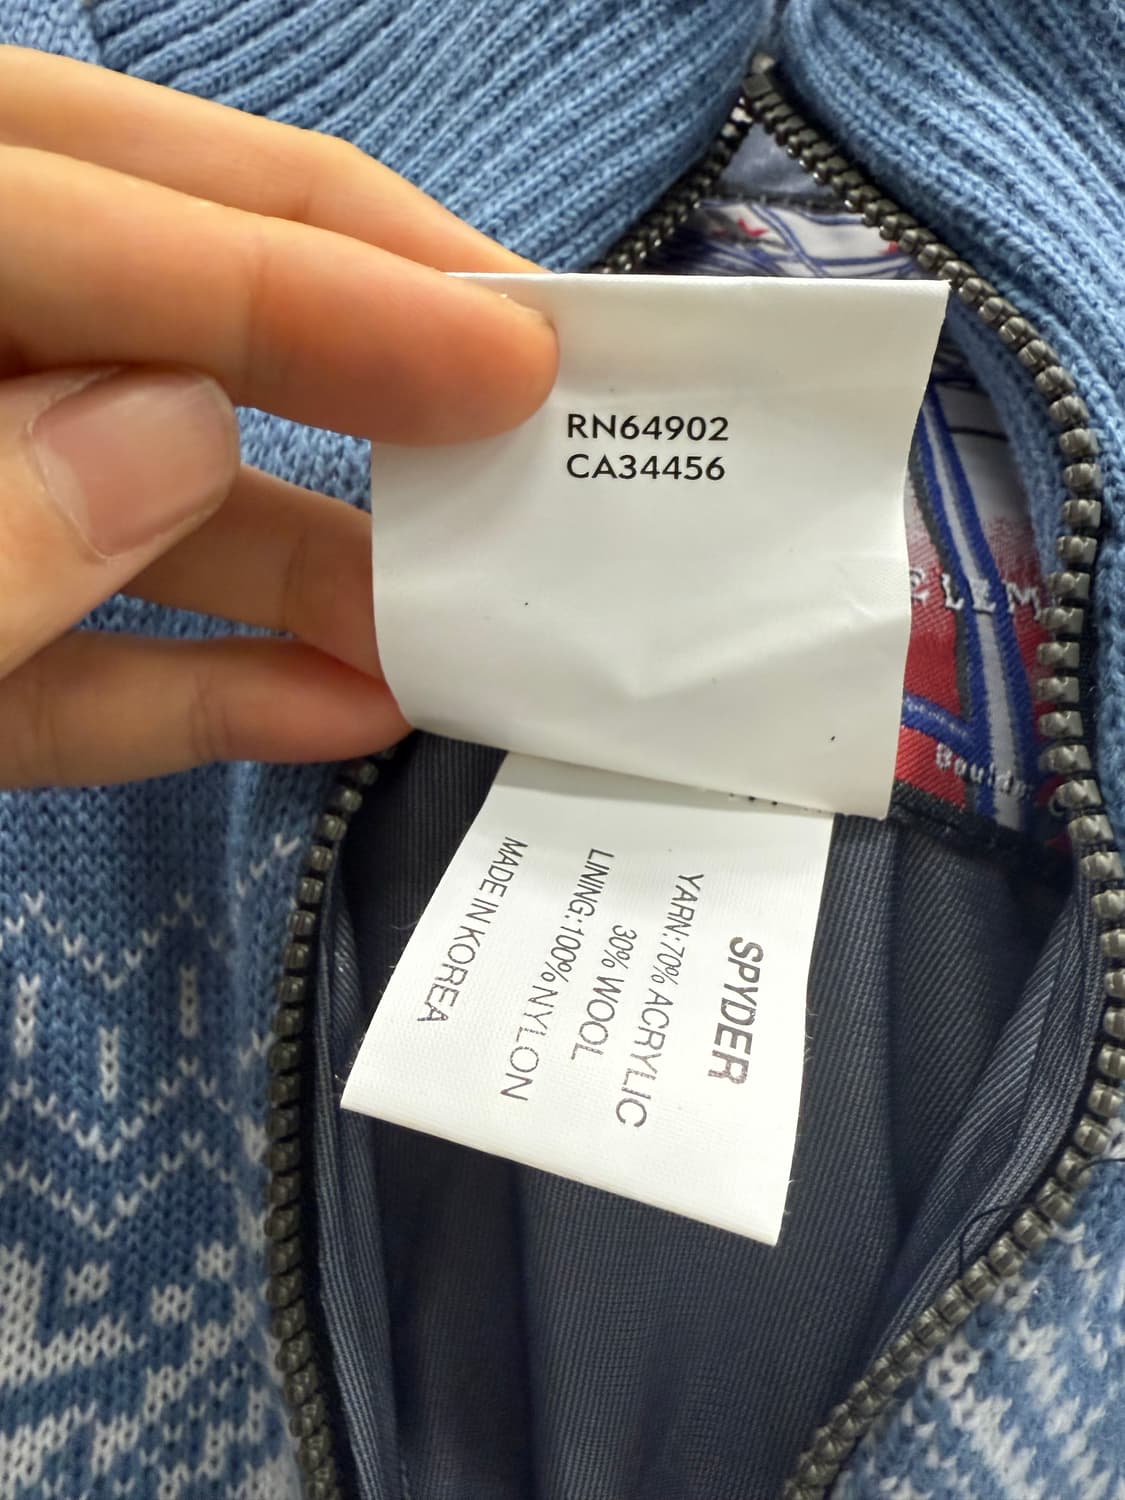 RN64902
CA34456
SPYDER
YARN:70% ACRYLIC
30% WOOL
LINING:100% NYLON
MADE IN KOREA